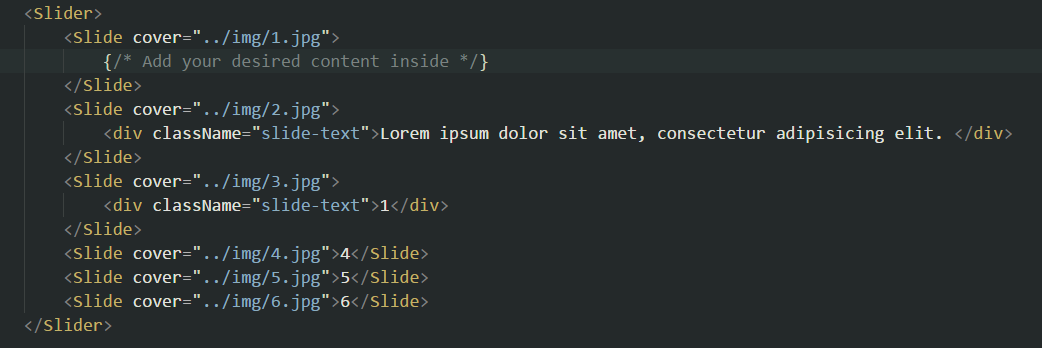 <Slider>
<Slide cover="../img/1.jpg">
{/* Add your desired content inside */}
</Slide>
<Slide cover="../img/2.jpg">
<div className="slide-text">Lorem ipsum dolor sit amet, consectetur adipisicing elit. </div>
</Slide>
<Slide cover="../img/3.jpg">
<div className="slide-text">1</div>
</Slide>
<Slide cover="../img/4.jpg">4</Slide>
<Slide cover="../img/5.jpg">5</Slide>
<Slide cover="../img/6.jpg">6</Slide>
</Slider>